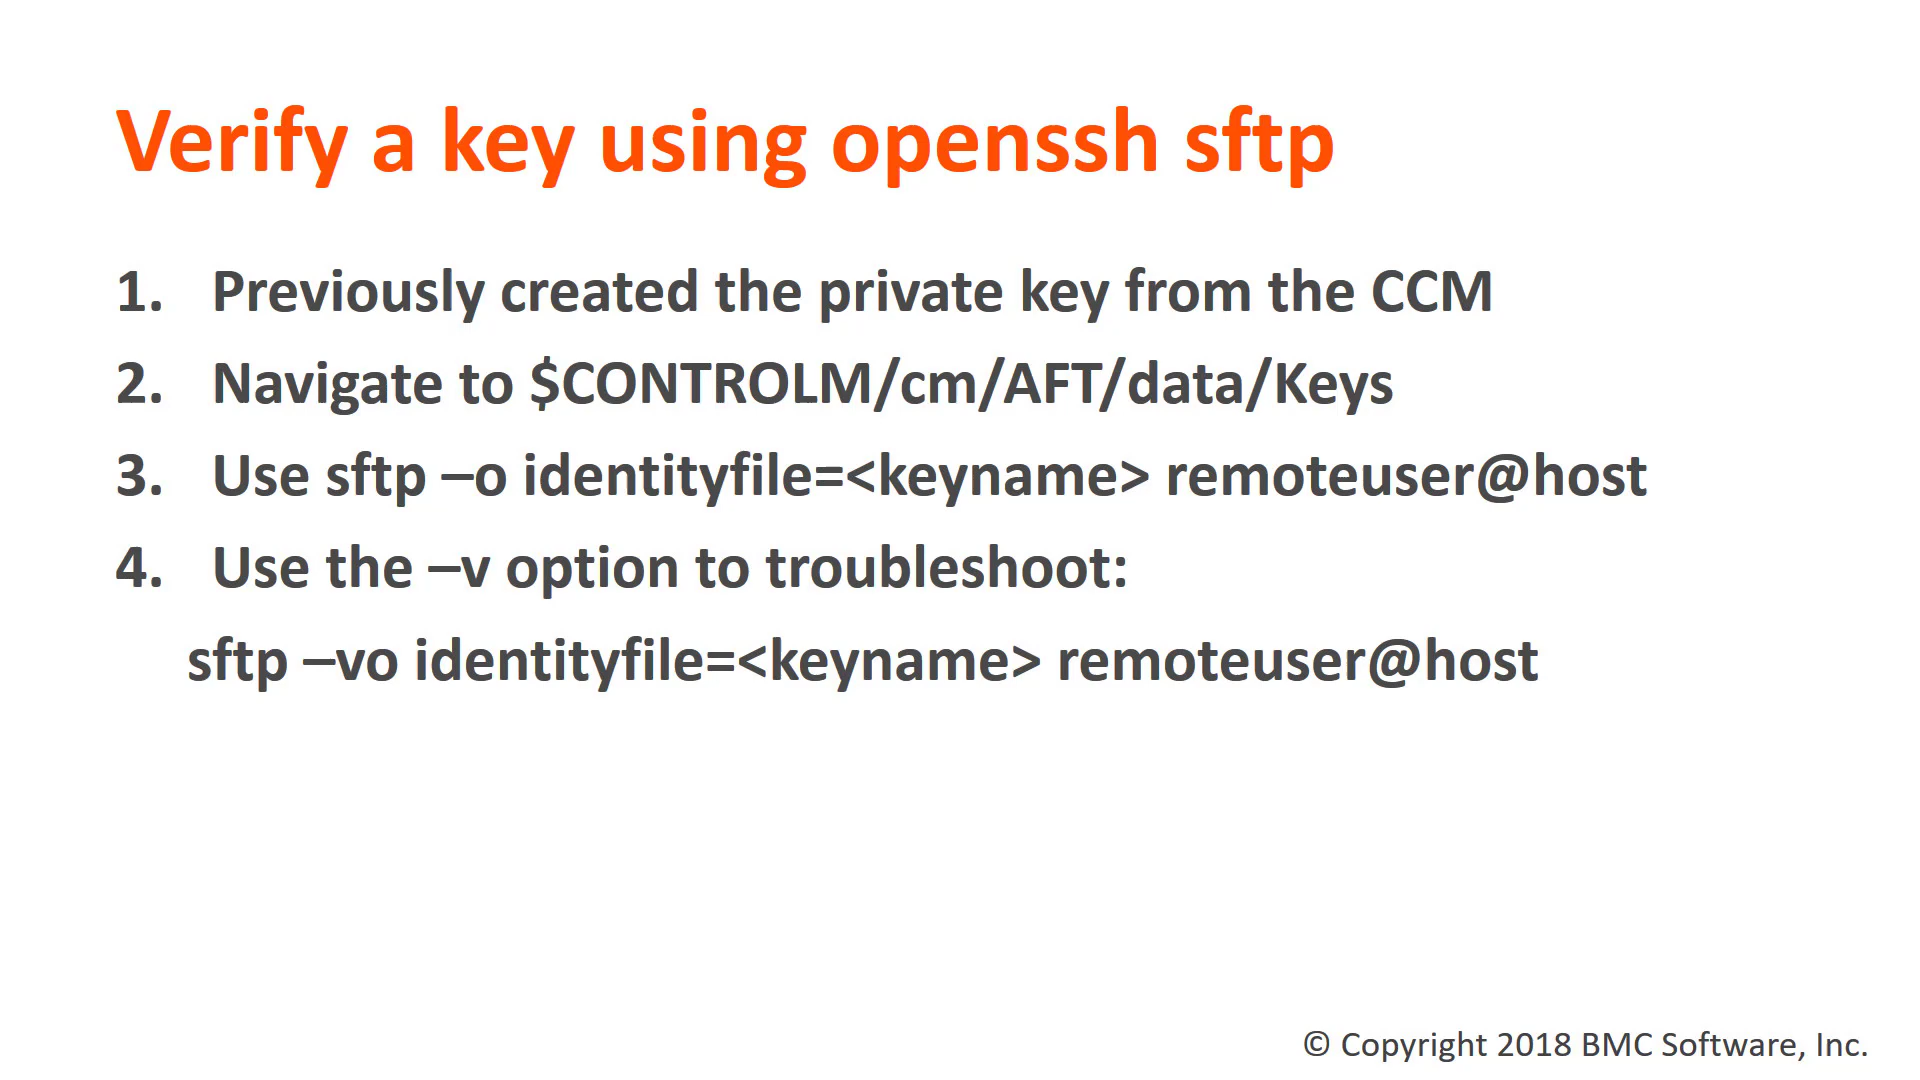 Verify a key using openssh sftp
1. Previously created the private key from the CCM
2. Navigate to $CONTROLM/cm/AFT/data/Keys
3. Use sftp –o identityfile=<keyname> remoteuser@host
4. Use the –v option to troubleshoot:
sftp –vo identityfile=<keyname> remoteuser@host
© Copyright 2018 BMC Software, Inc.